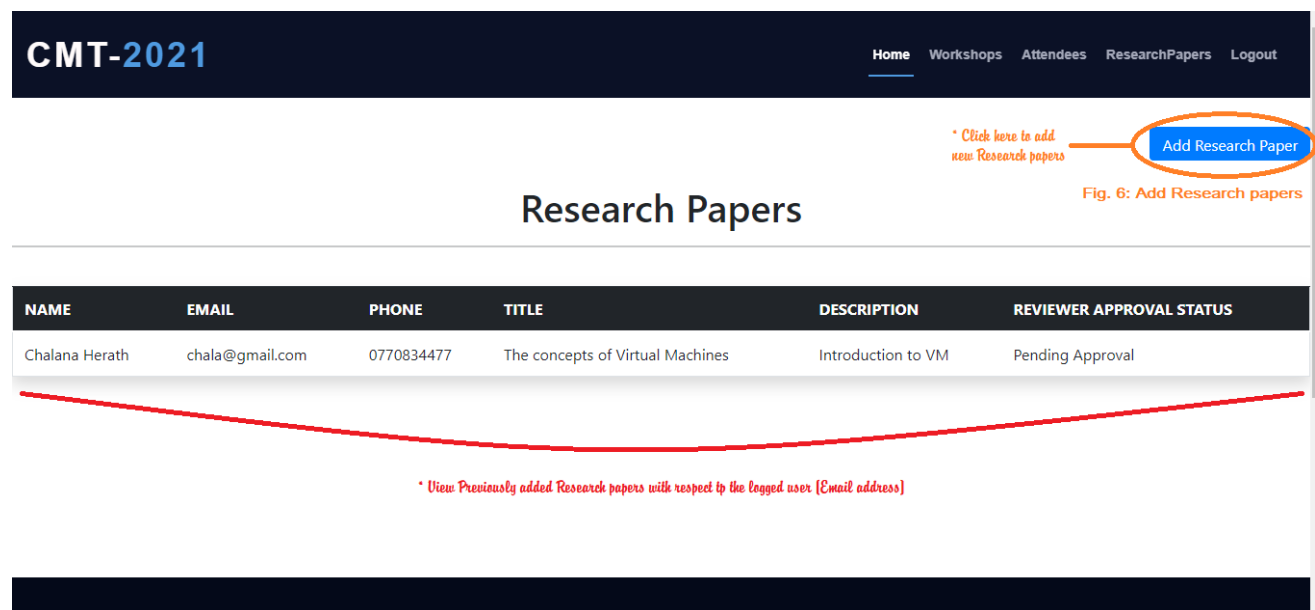 CMT-2021
Home Workshops Attendees ResearchPapers Logout
* Click here to add
new Research papers
Add Research Paper
Fig. 6: Add Research papers
Research Papers
NAME EMAIL PHONE TITLE DESCRIPTION REVIEWER APPROVAL STATUS
Chalana Herath chala@gmail.com 0770834477 The concepts of Virtual Machines Introduction to VM Pending Approval
* View Previously added Research papers with respect tp the logged user (Email address)